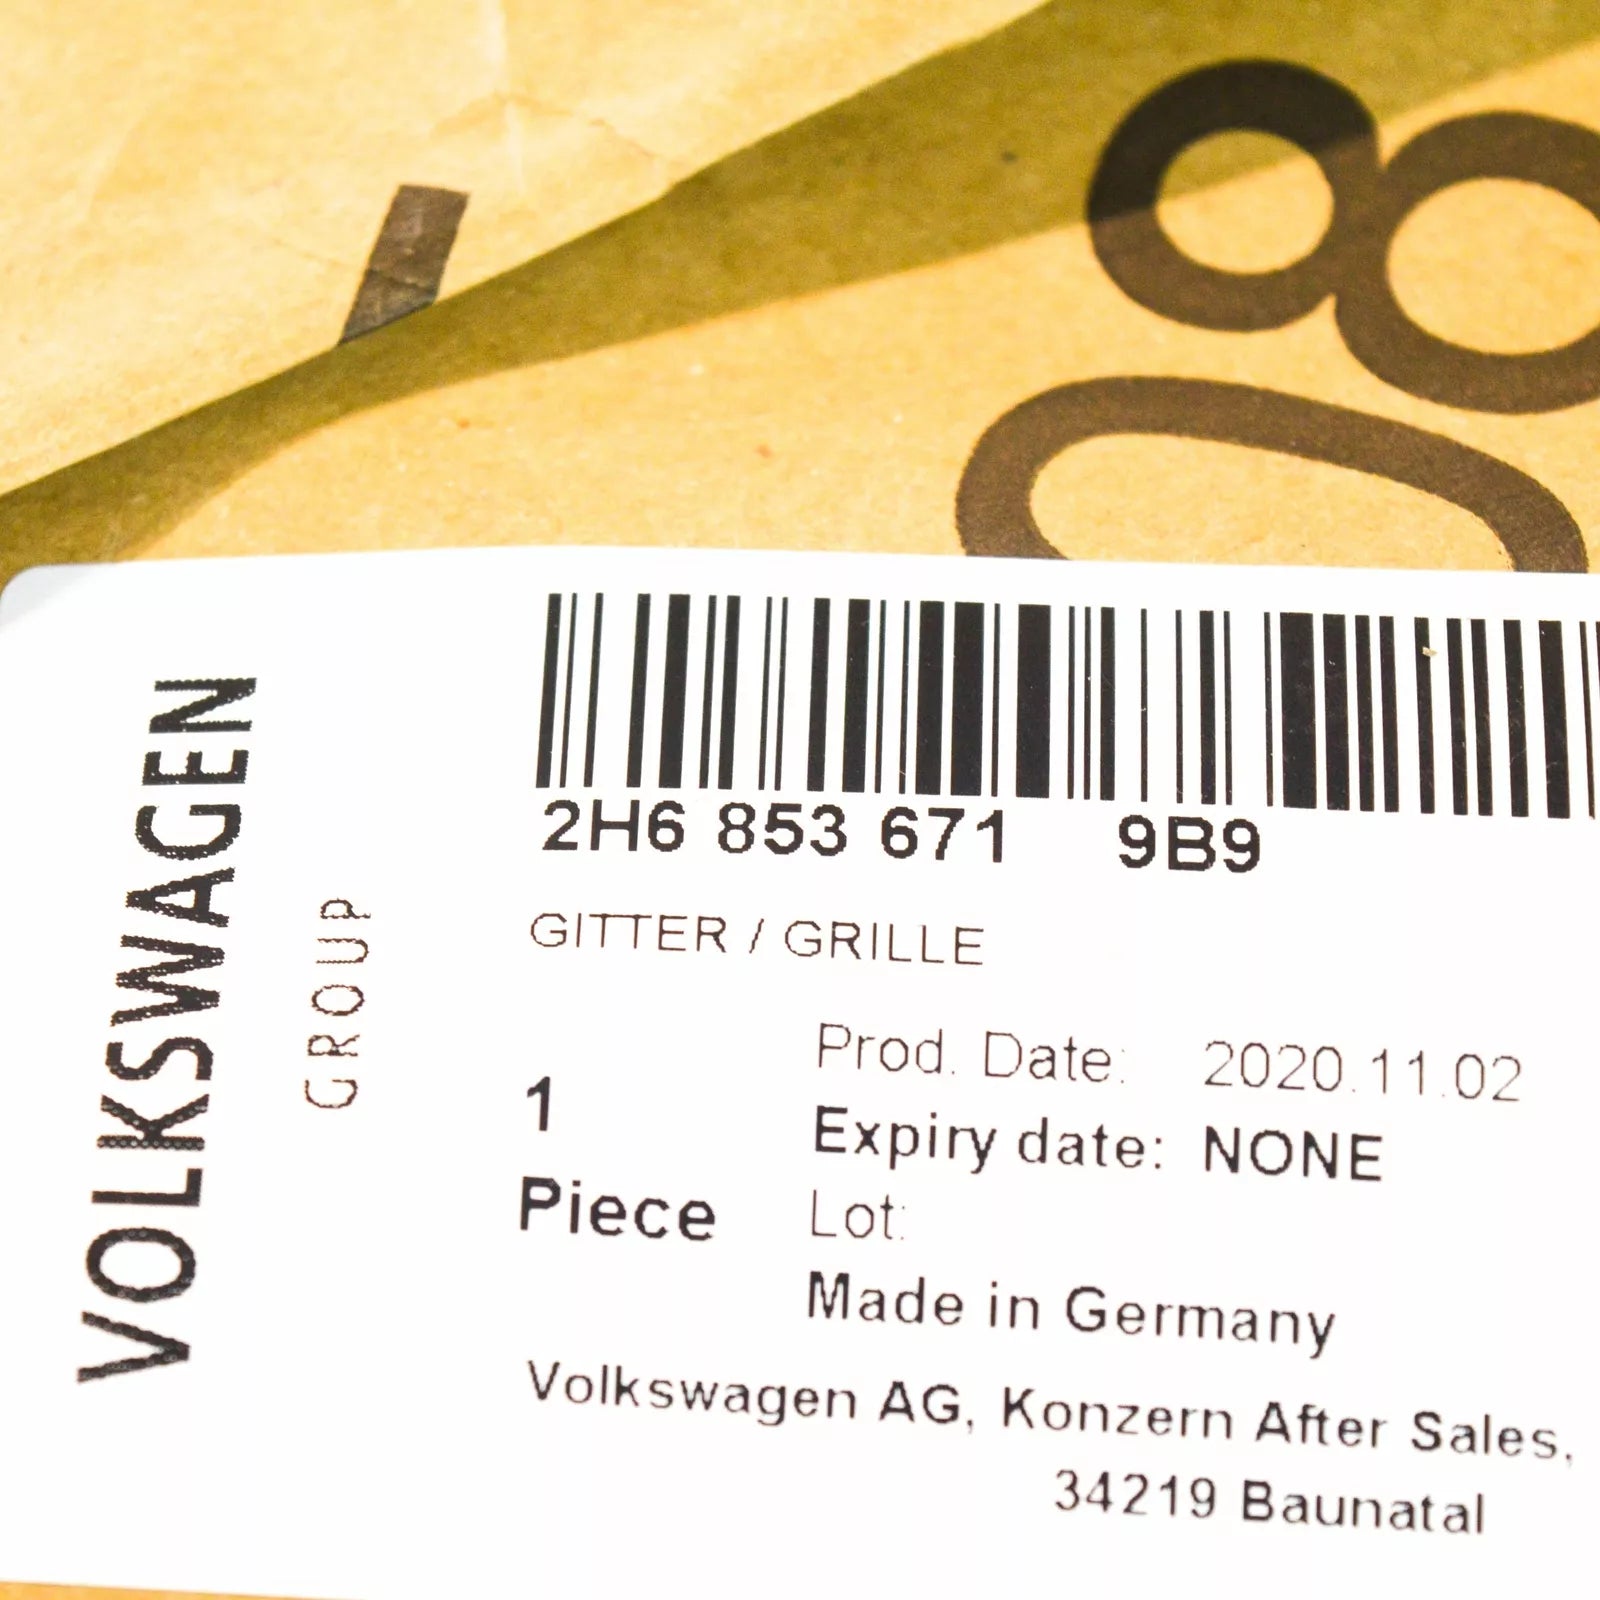 80
VOLKSWAGEN
GROUP
2H6 853 671 9B9
GITTER / GRILLE
1
Piece
Prod. Date: 2020.11.02
Expiry date: NONE
Lot:
Made in Germany
Volkswagen AG, Konzern After Sales,
34219 Baunatal